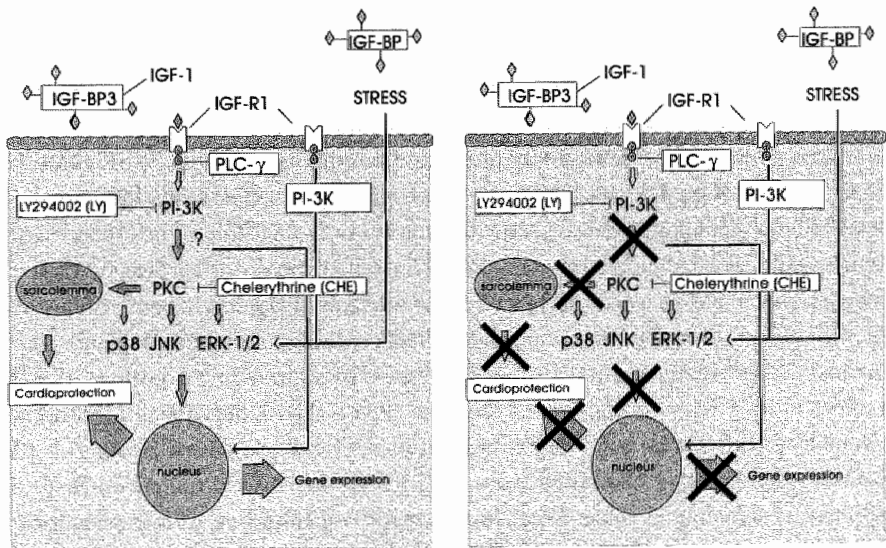 IGF-BP
IGF-1
IGF-BP3
STRESS
IGF-R1
PLC-γ
PI-3K
LY294002 (LY)
PI-3K
?
sarcolemma
PKC
Chelerythrine (CHE)
p38 JNK ERK-1/2
Cardioprotection
nucleus
Gene expression
IGF-BP
IGF-1
IGF-BP3
STRESS
IGF-R1
PLC-γ
PI-3K
LY294002 (LY)
PI-3K
sarcolemma
PKC
Chelerythrine (CHE)
p38 JNK ERK-1/2
Cardioprotection
nucleus
Gene expression